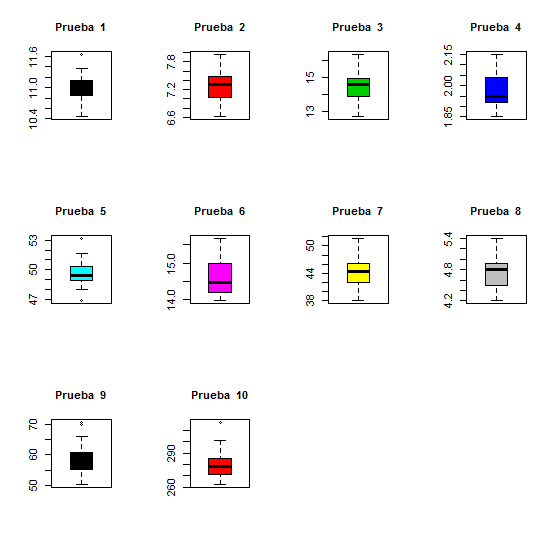 Prueba 1
Prueba 2
Prueba 3
Prueba 4
10.4 11.0 11.6
6.6 7.2 7.8
13 15
1.85 2.00 2.15
Prueba 5
Prueba 6
Prueba 7
Prueba 8
47 50 53
14.0 15.0
38 44 50
4.2 4.8 5.4
Prueba 9
Prueba 10
50 60 70
260 290